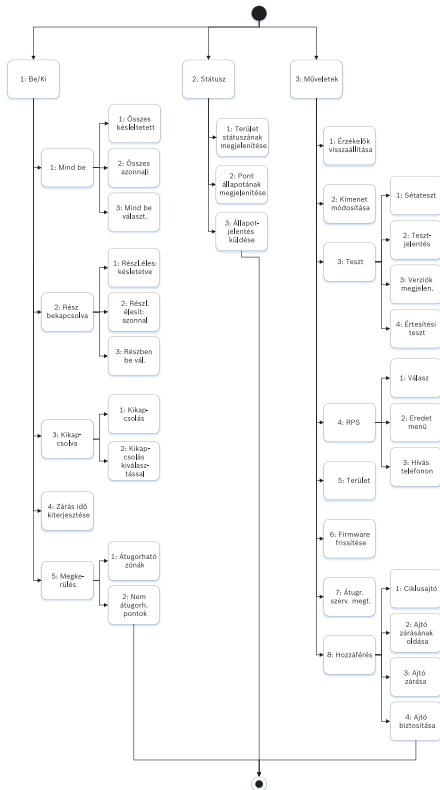 1: Be/Ki
1: Mind be
1: Összes
késleltetett
2: Összes
azonnali
3: Mind be
választ.
2: Rész
bekapcsolva
1: Részl.éles:
késletetve
2: Részl.
élesít:
azonnal
3: Részben
be vál.
3: Kikap-
csolva
1: Kikap-
csolás
2: Kikap-
csolás
kiválasz-
tással
4: Zárás idő
kiterjesztése
5: Megke-
rülés
1: Átugorható
zónák
2: Nem
átugorh.
pontok
2: Státusz
1: Terület
státuszának
megjelenítése
2: Pont
állapotának
megjelenítése
3: Állapot-
jelentés
küldése
3: Műveletek
1: Érzékelők
visszaállítása
2: Kimenet
módosítása
3: Teszt
1: Sétateszt
2: Teszt-
jelentés
3: Verziók
megjelen.
4: Értesítési
teszt
4: RPS
1: Válasz
2: Eredet
menü
3: Hívás
telefonon
5: Terület
6: Firmware
frissítése
7: Átugr.
szerv. megt.
8: Hozzáférés
1: Ciklusajtó
2: Ajtó
zárásának
oldása
3: Ajtó
zárása
4: Ajtó
biztosítása